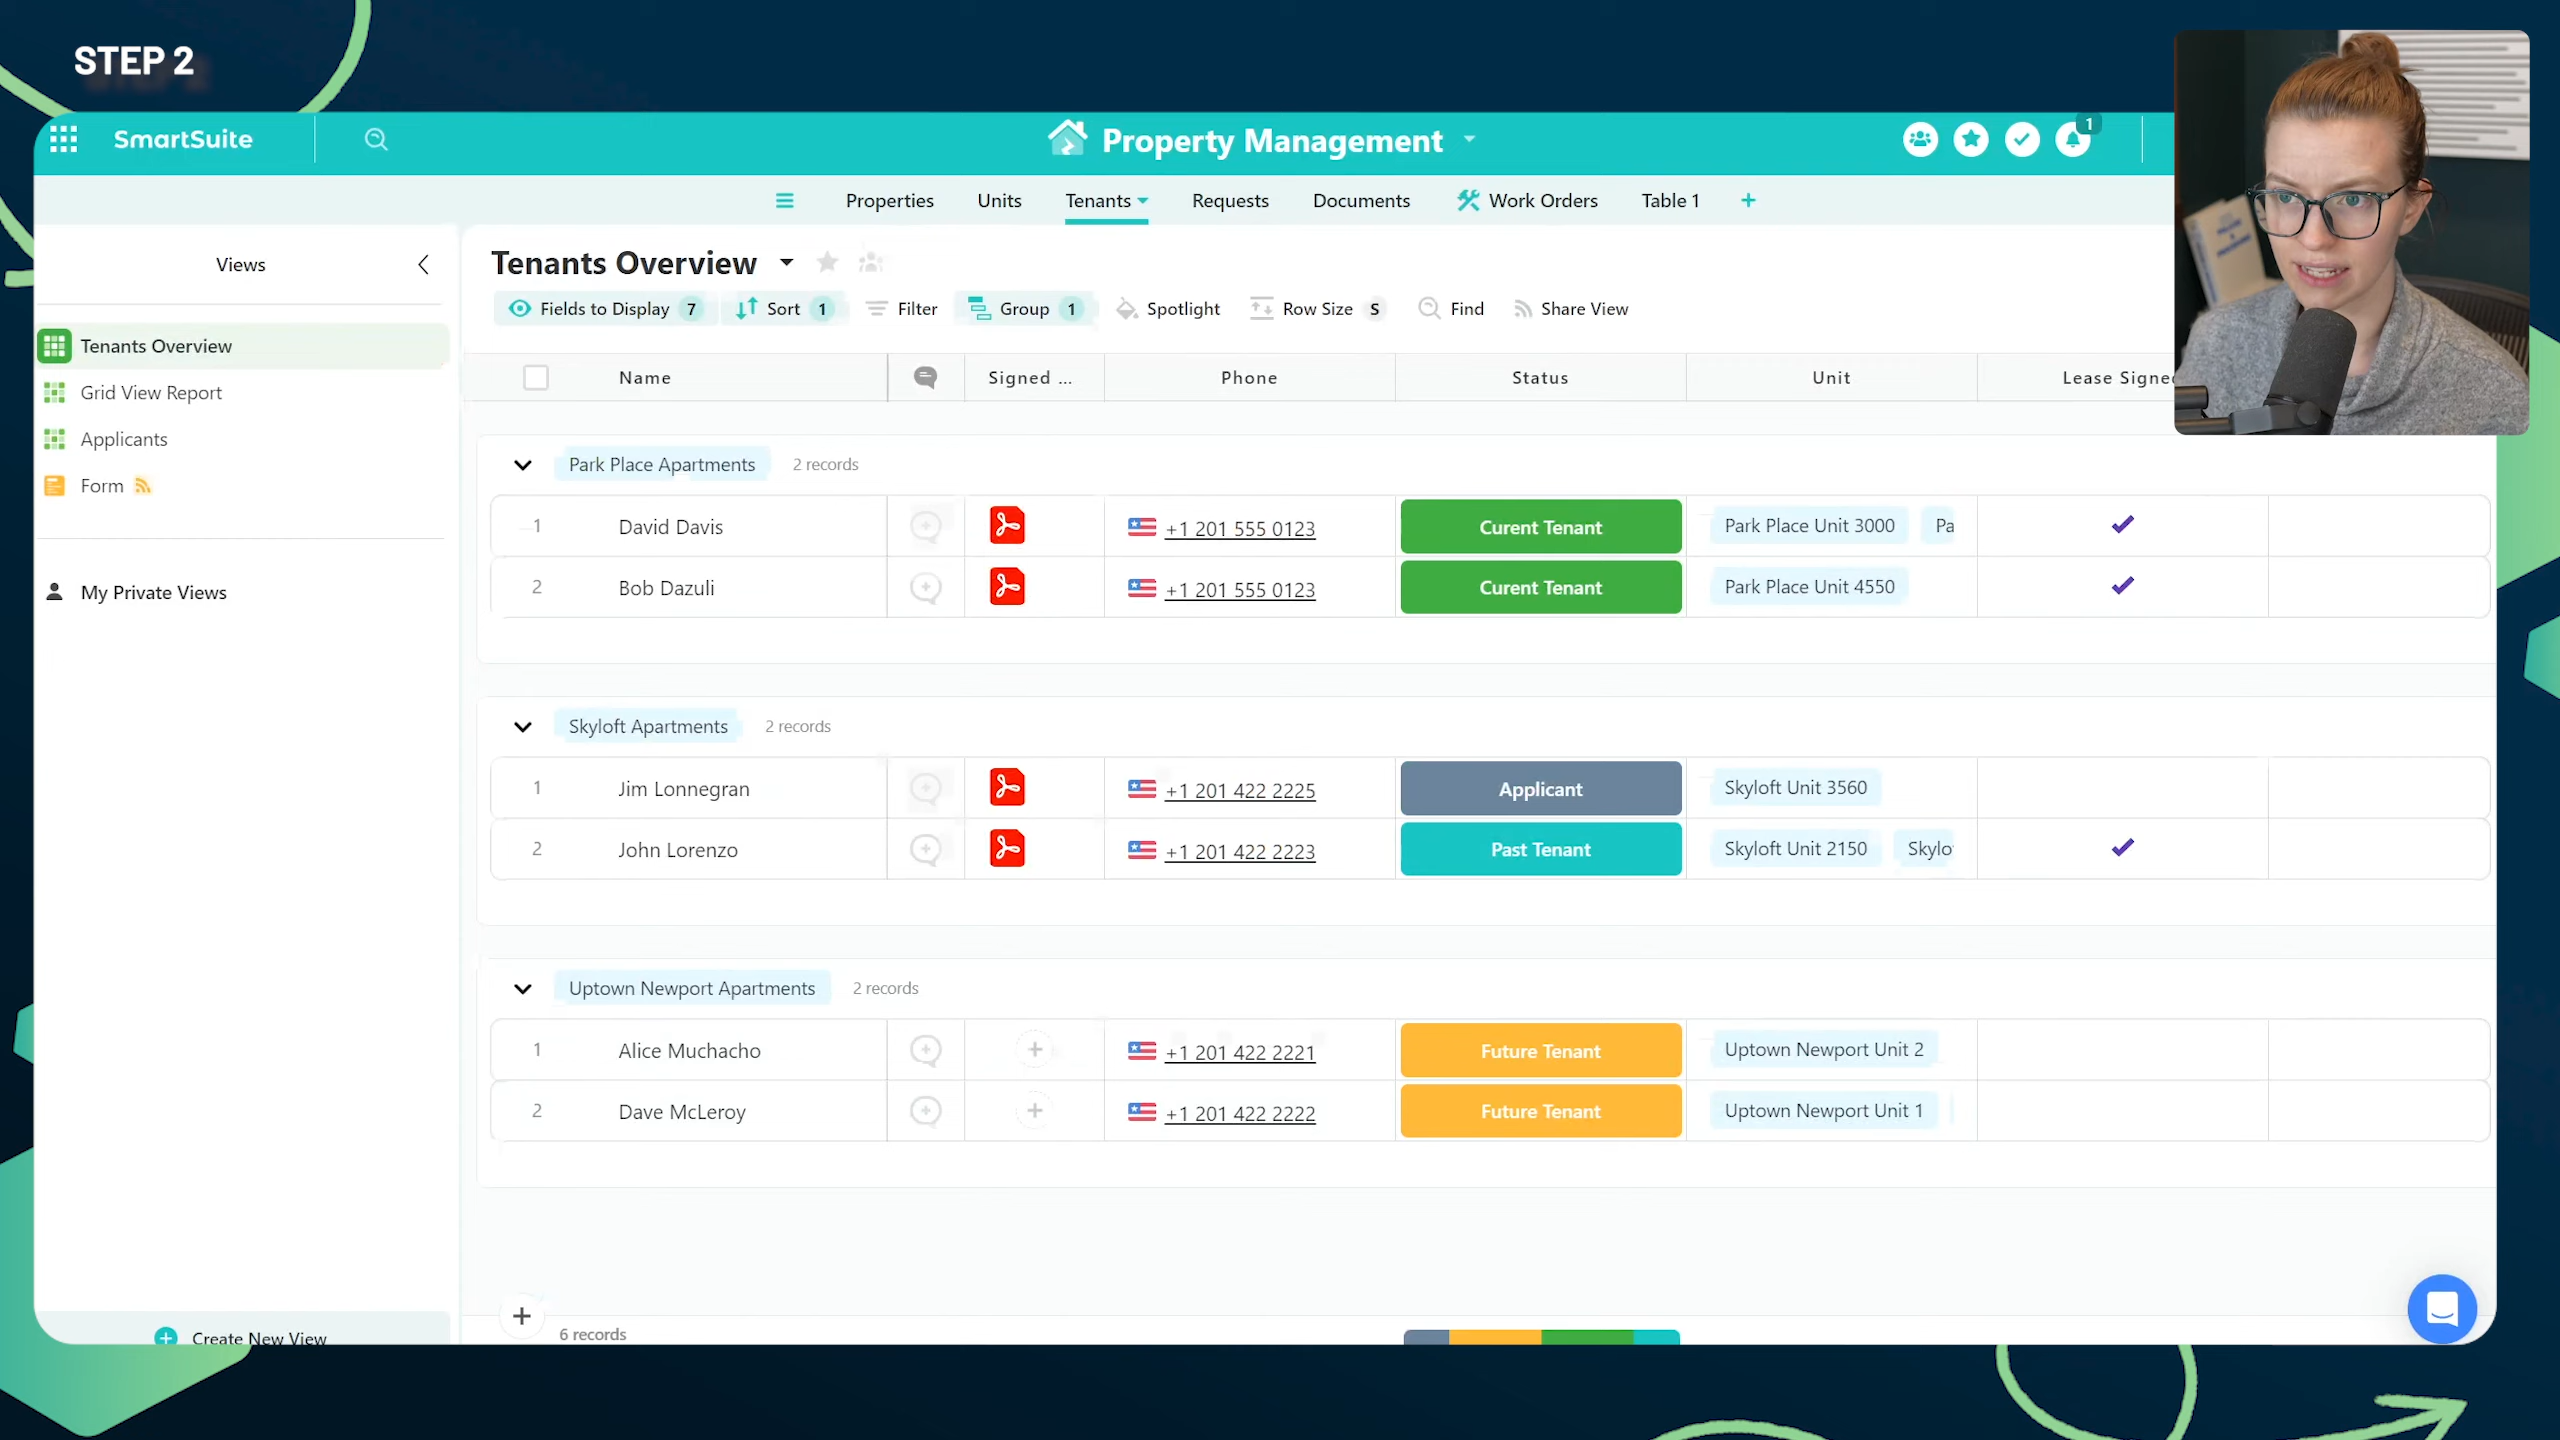 STEP 2
SmartSuite
Property Management
1
Properties Units Tenants Requests Documents Work Orders Table 1 +
Views
Tenants Overview
Grid View Report
Applicants
Form
My Private Views
Create New View
Tenants Overview
Fields to Display 7 Sort 1 Filter Group 1 Spotlight Row Size S Find Share View
Name Signed ... Phone Status Unit Lease Signed
Park Place Apartments 2 records
1 David Davis +1 201 555 0123 Curent Tenant Park Place Unit 3000 Pa
2 Bob Dazuli +1 201 555 0123 Curent Tenant Park Place Unit 4550
Skyloft Apartments 2 records
1 Jim Lonnegran +1 201 422 2225 Applicant Skyloft Unit 3560
2 John Lorenzo +1 201 422 2223 Past Tenant Skyloft Unit 2150 Skylo
Uptown Newport Apartments 2 records
1 Alice Muchacho + +1 201 422 2221 Future Tenant Uptown Newport Unit 2
2 Dave McLeroy + +1 201 422 2222 Future Tenant Uptown Newport Unit 1
+
6 records